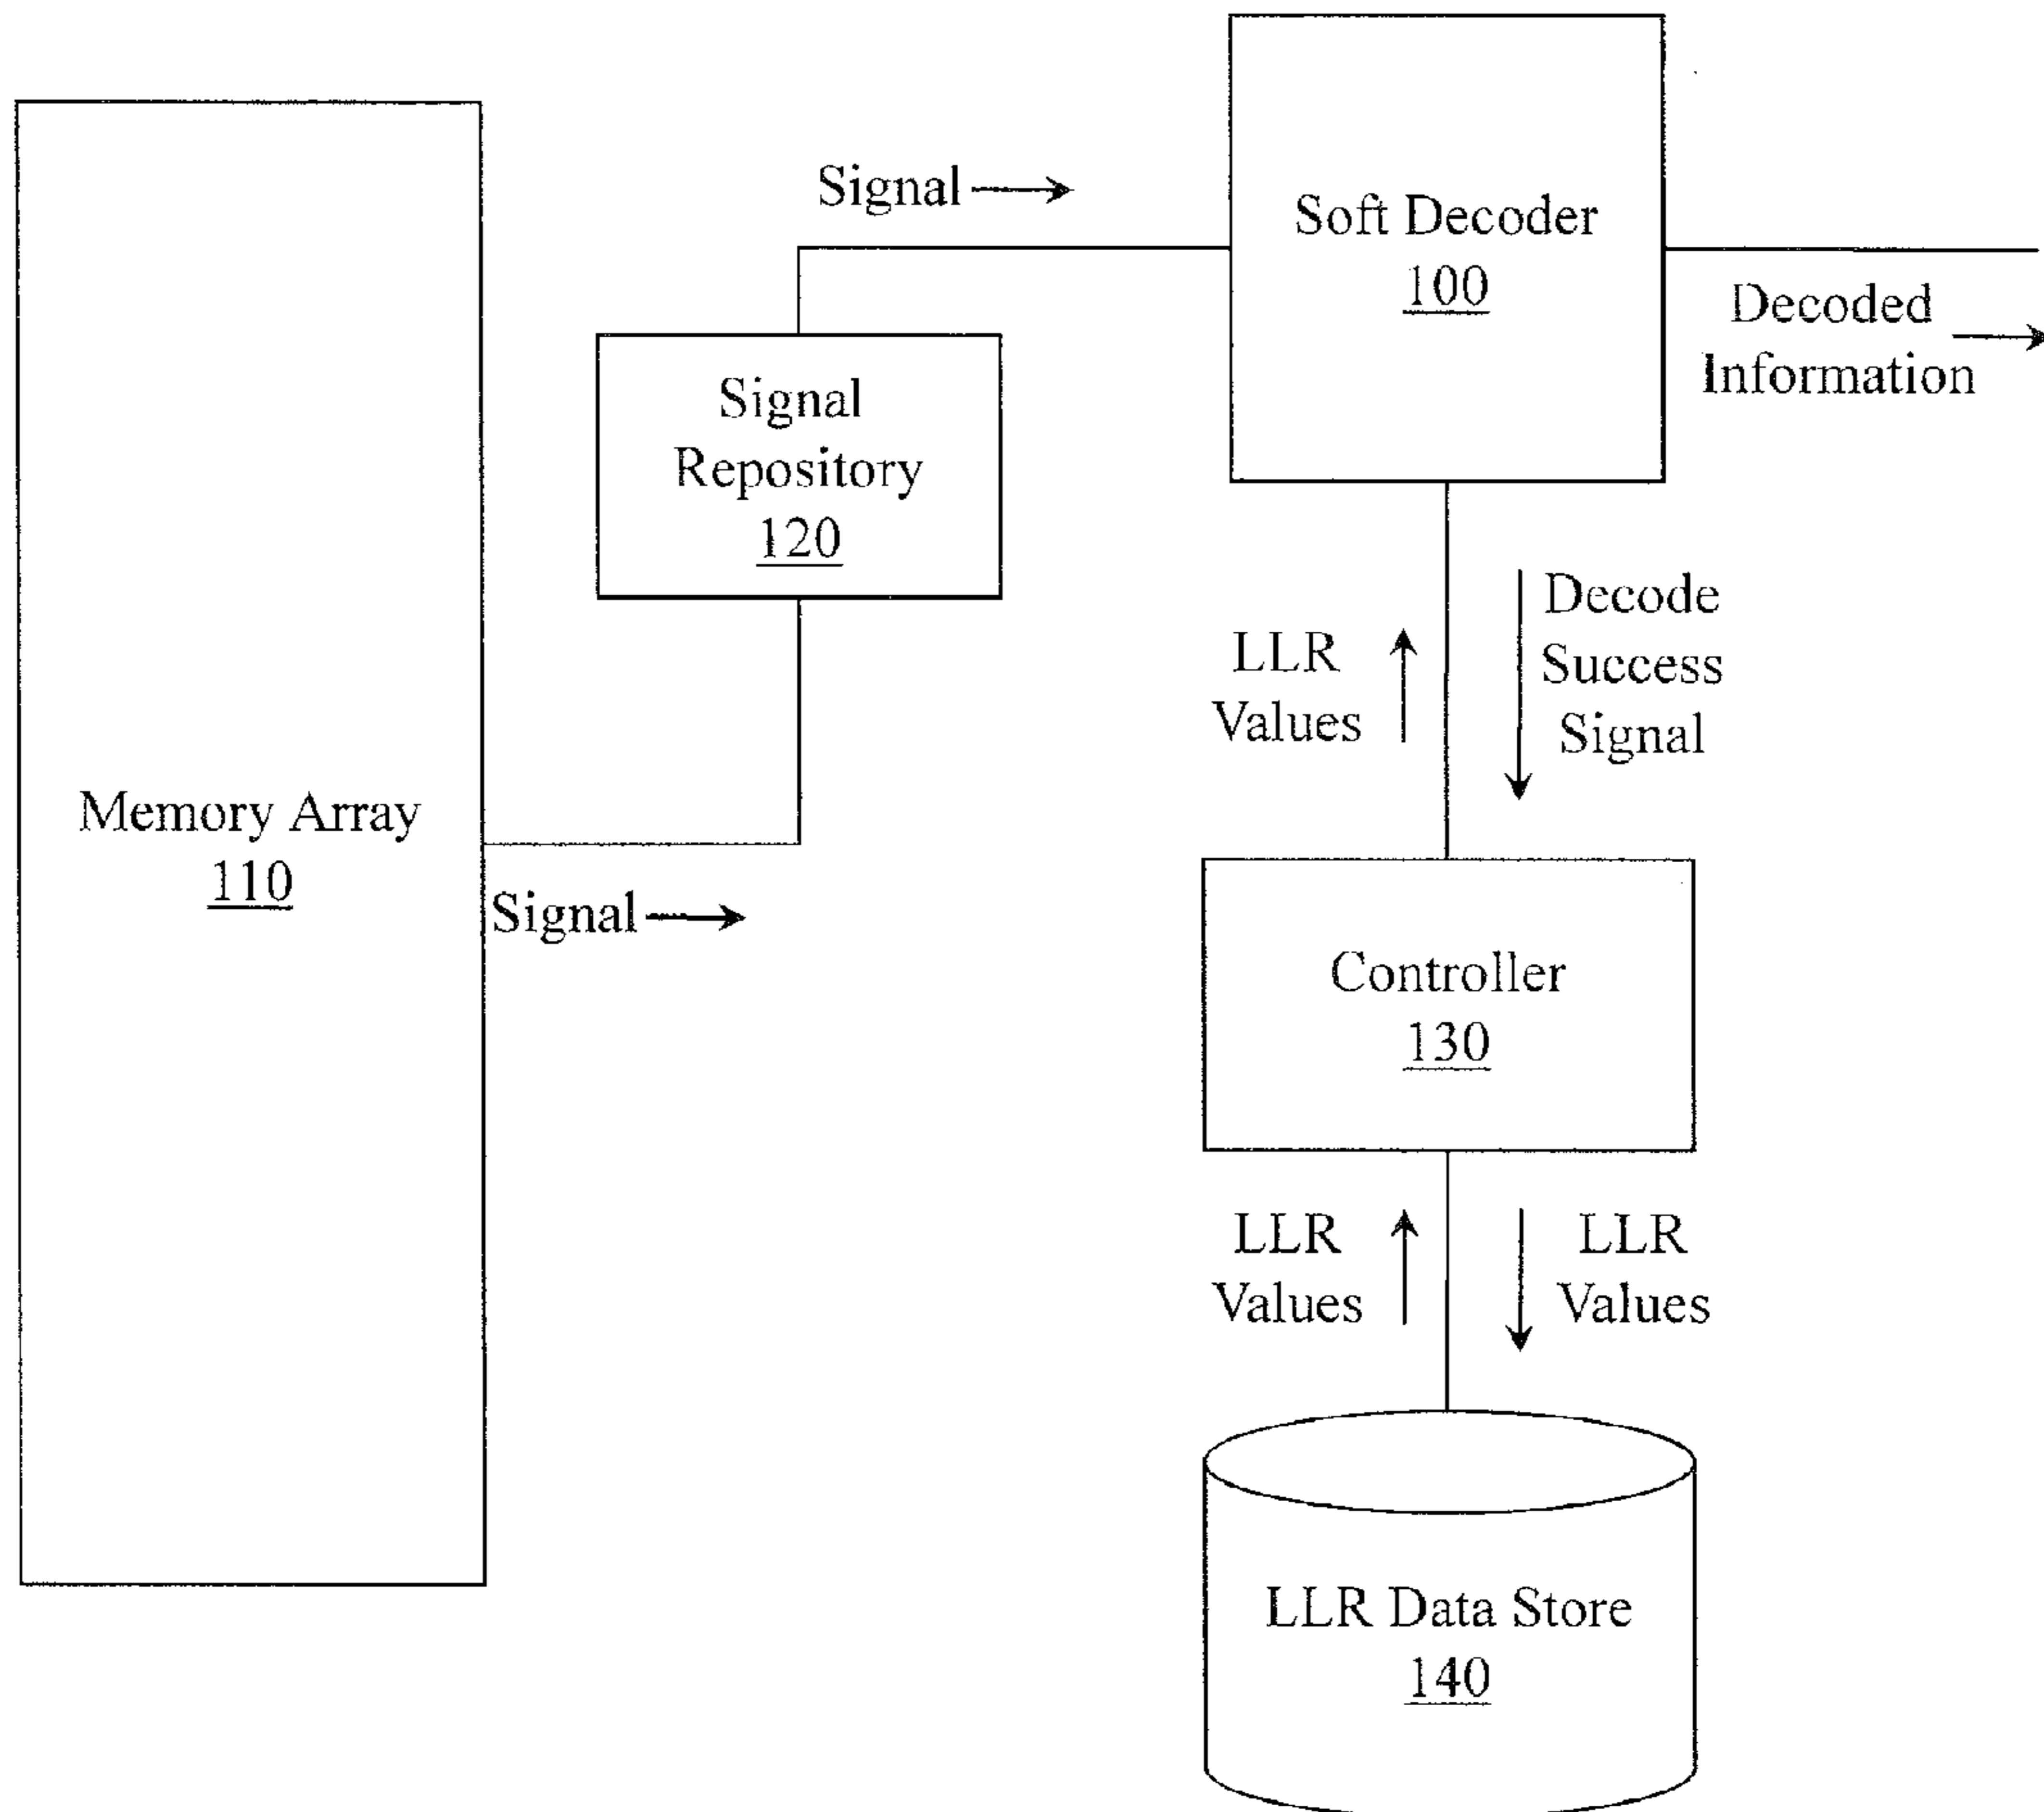 Signal
Soft Decoder
100
Decoded
Information
Signal
Repository
120
Memory Array
110
Signal
LLR
Values
Decode
Success
Signal
Controller
130
LLR
Values
LLR
Values
LLR Data Store
140